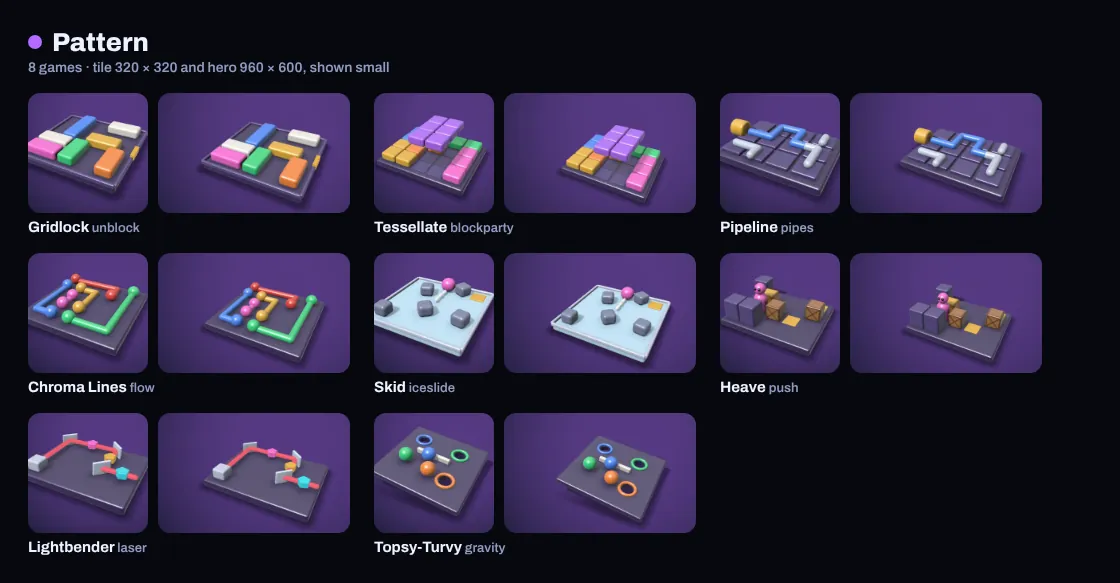 Pattern
8 games · tile 320 × 320 and hero 960 × 600, shown small
Gridlock unblock
Tessellate blockparty
Pipeline pipes
Chroma Lines flow
Skid iceslide
Heave push
Lightbender laser
Topsy-Turvy gravity